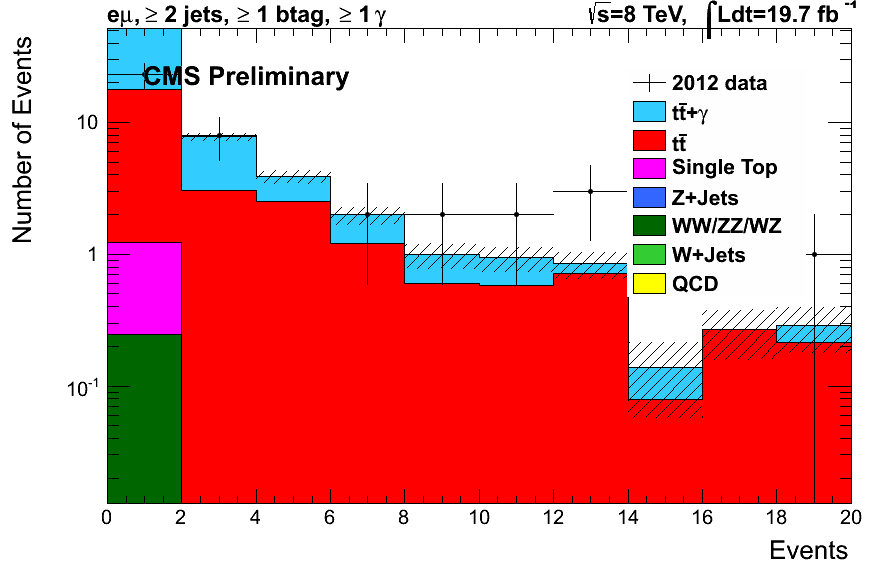 eμ, ≥ 2 jets, ≥ 1 btag, ≥ 1 γ
√s=8 TeV, ∫Ldt=19.7 fb⁻¹
CMS Preliminary
2012 data
tt̄+γ
tt̄
Single Top
Z+Jets
WW/ZZ/WZ
W+Jets
QCD
Number of Events
10
1
10⁻¹
0 2 4 6 8 10 12 14 16 18 20
Events